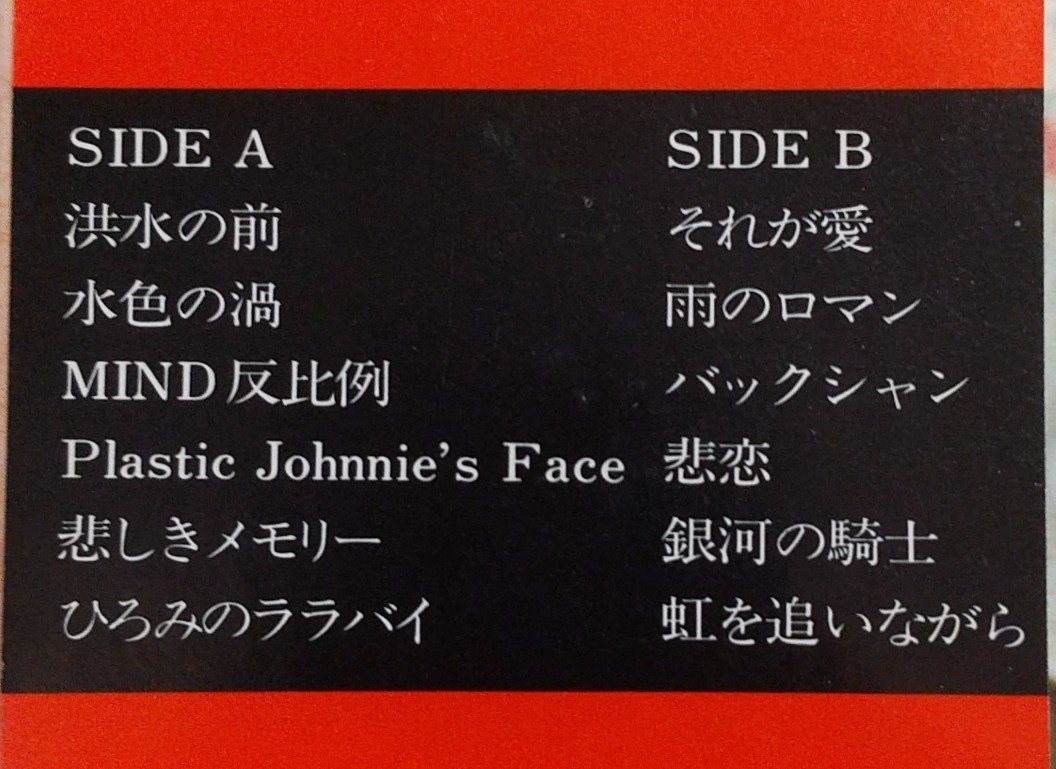 SIDE A
洪水の前
水色の渦
MIND反比例
Plastic Johnnie's Face
悲しきメモリー
ひろみのララバイ
SIDE B
それが愛
雨のロマン
バックシャン
悲恋
銀河の騎士
虹を追いながら